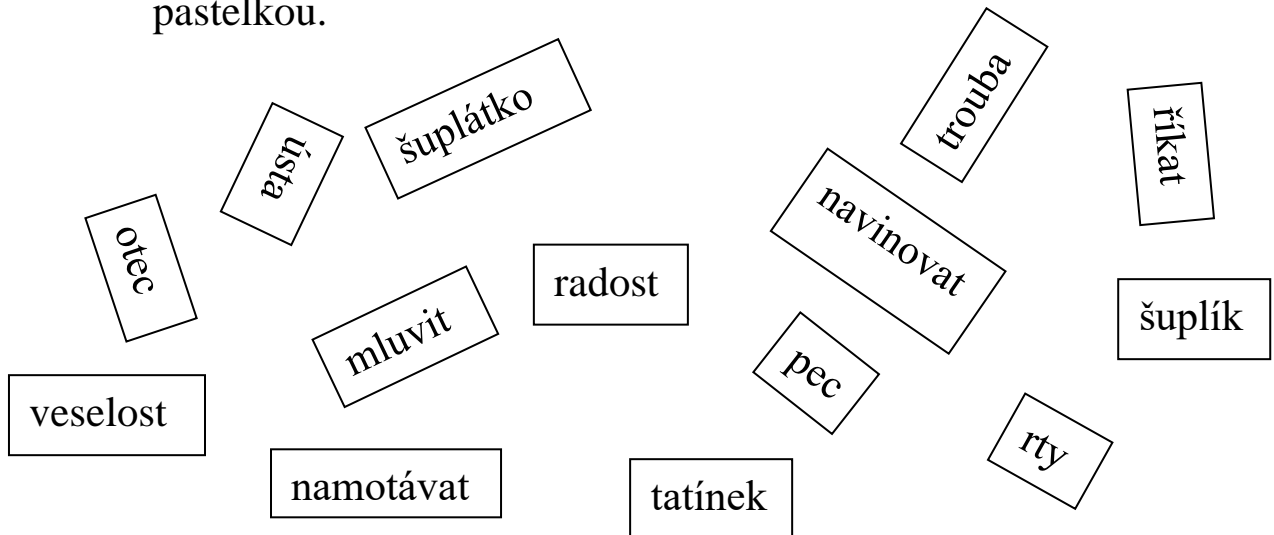 pastelkou.
trouba
šuplátko
říkat
ústa
navinovat
otec
radost
šuplík
mluvit
pec
veselost
rty
namotávat
tatínek